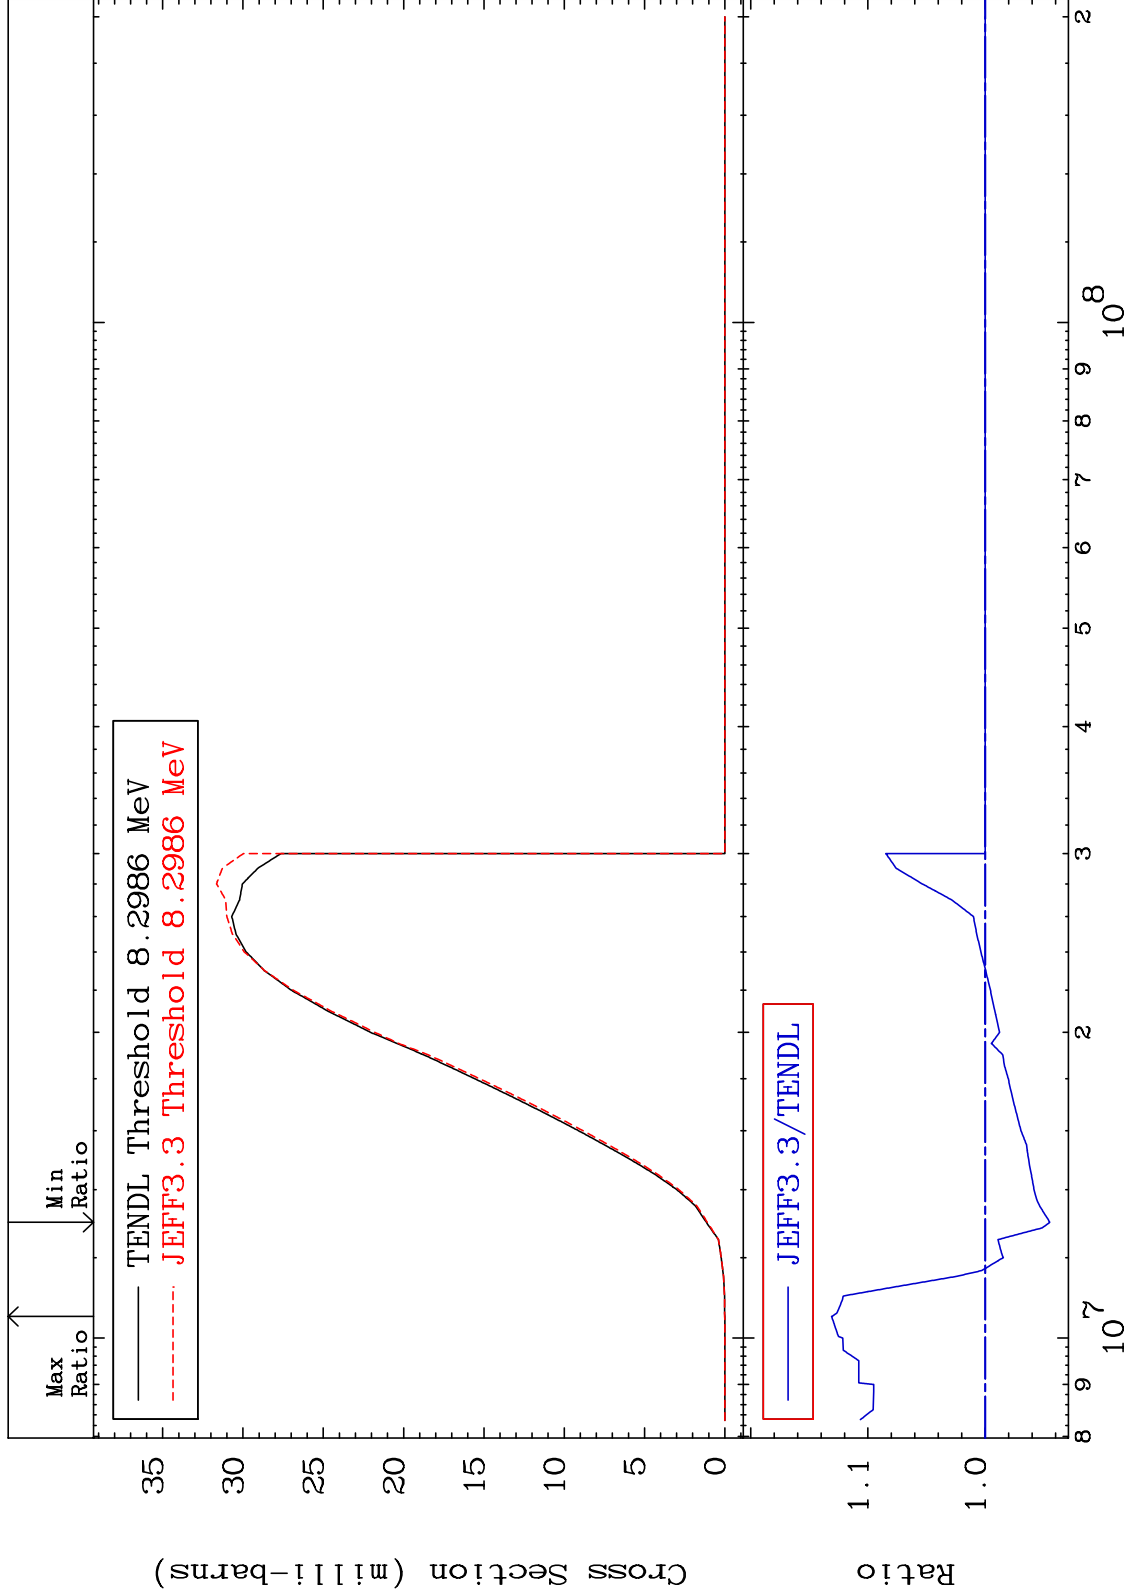 Max
Ratio
Min
Ratio
TENDL Threshold 8.2986 MeV
JEFF3.3 Threshold 8.2986 MeV
35
30
25
20
15
10
5
0
Cross Section (milli-barns)
JEFF3.3/TENDL
1.1
1.0
Ratio
8 9 10^7 2 3 4 5 6 7 8 9 10^8 2